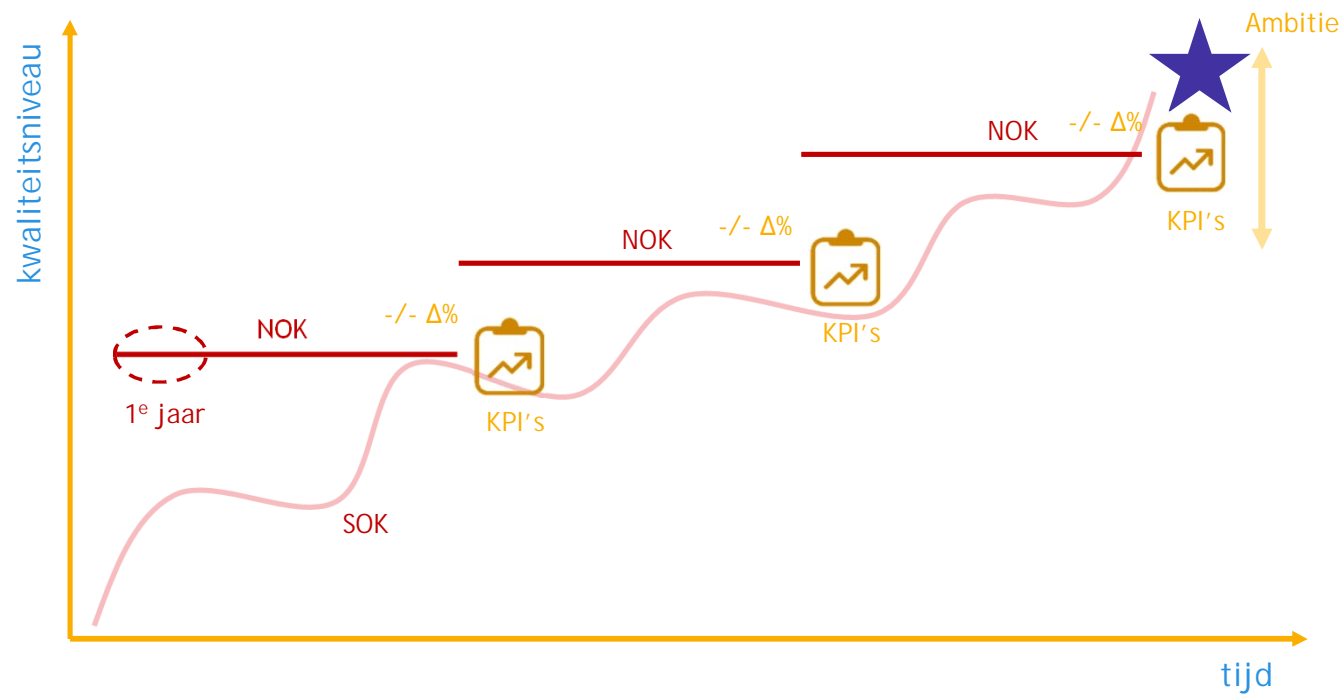 Ambitie
kwaliteitsniveau
NOK
-/- Δ%
KPI's
NOK
-/- Δ%
KPI's
NOK
-/- Δ%
KPI's
1e jaar
SOK
tijd